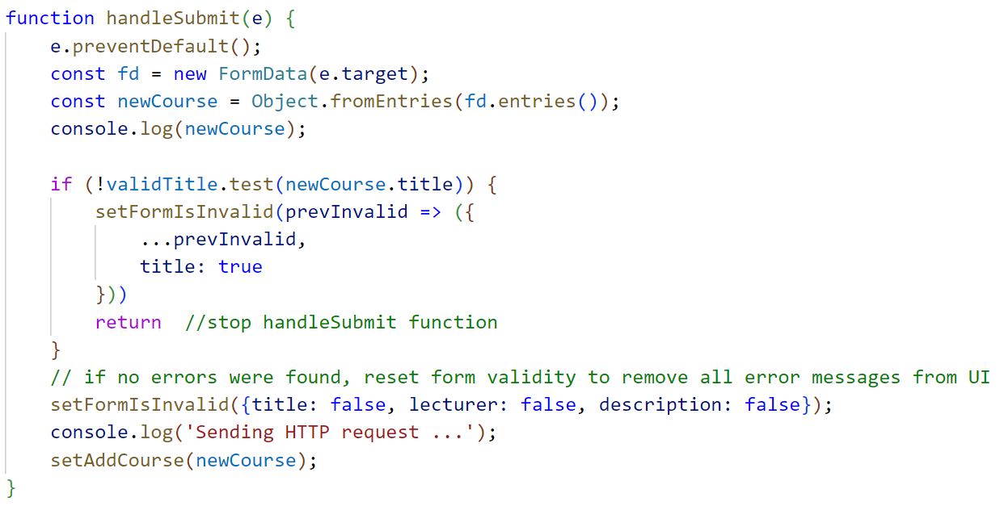 function handleSubmit(e) {
    e.preventDefault();
    const fd = new FormData(e.target);
    const newCourse = Object.fromEntries(fd.entries());
    console.log(newCourse);

    if (!validTitle.test(newCourse.title)) {
        setFormIsInvalid(prevInvalid => ({
            ...prevInvalid,
            title: true
        }))
        return  //stop handleSubmit function
    }
    // if no errors were found, reset form validity to remove all error messages from UI
    setFormIsInvalid({title: false, lecturer: false, description: false});
    console.log('Sending HTTP request ...');
    setAddCourse(newCourse);
}